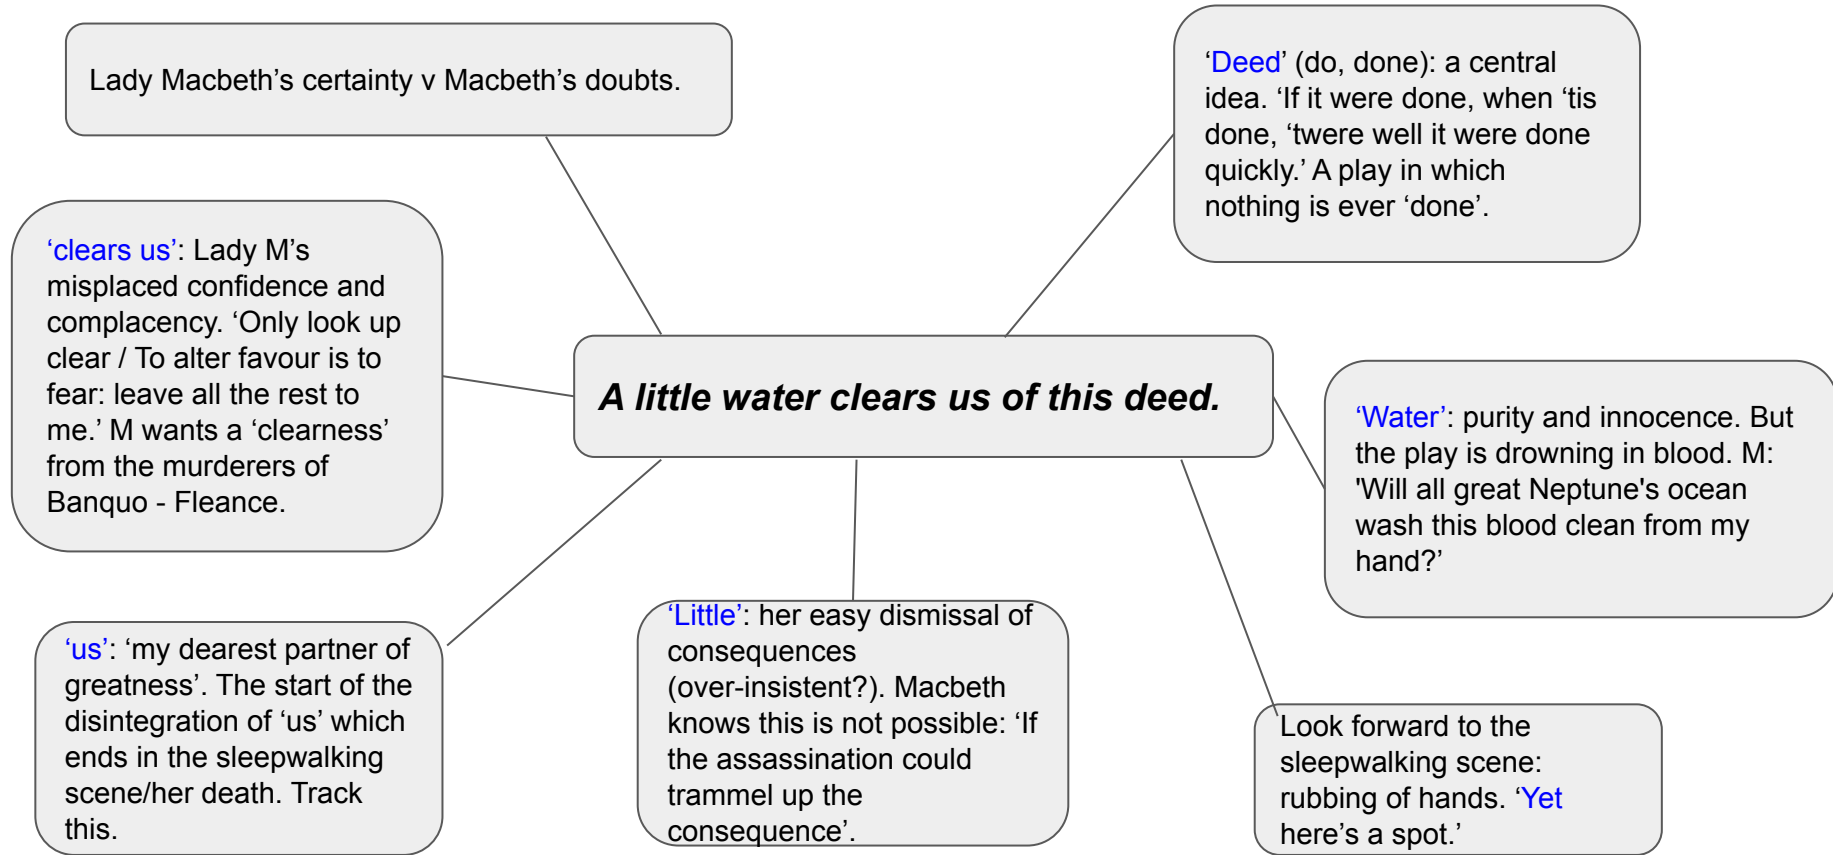 Lady Macbeth’s certainty v Macbeth’s doubts.
‘Deed’ (do, done): a central
idea. ‘If it were done, when ‘tis
done, ‘twere well it were done
quickly.’ A play in which
nothing is ever ‘done’.
‘clears us’: Lady M’s
misplaced confidence and
complacency. ‘Only look up
clear / To alter favour is to
fear: leave all the rest to
me.’ M wants a ‘clearness’
from the murderers of
Banquo - Fleance.
A little water clears us of this deed.
‘Water’: purity and innocence. But
the play is drowning in blood. M:
'Will all great Neptune's ocean
wash this blood clean from my
hand?’
‘us’: ‘my dearest partner of
greatness’. The start of the
disintegration of ‘us’ which
ends in the sleepwalking
scene/her death. Track
this.
‘Little’: her easy dismissal of
consequences
(over-insistent?). Macbeth
knows this is not possible: ‘If
the assassination could
trammel up the
consequence’.
Look forward to the
sleepwalking scene:
rubbing of hands. ‘Yet
here’s a spot.’